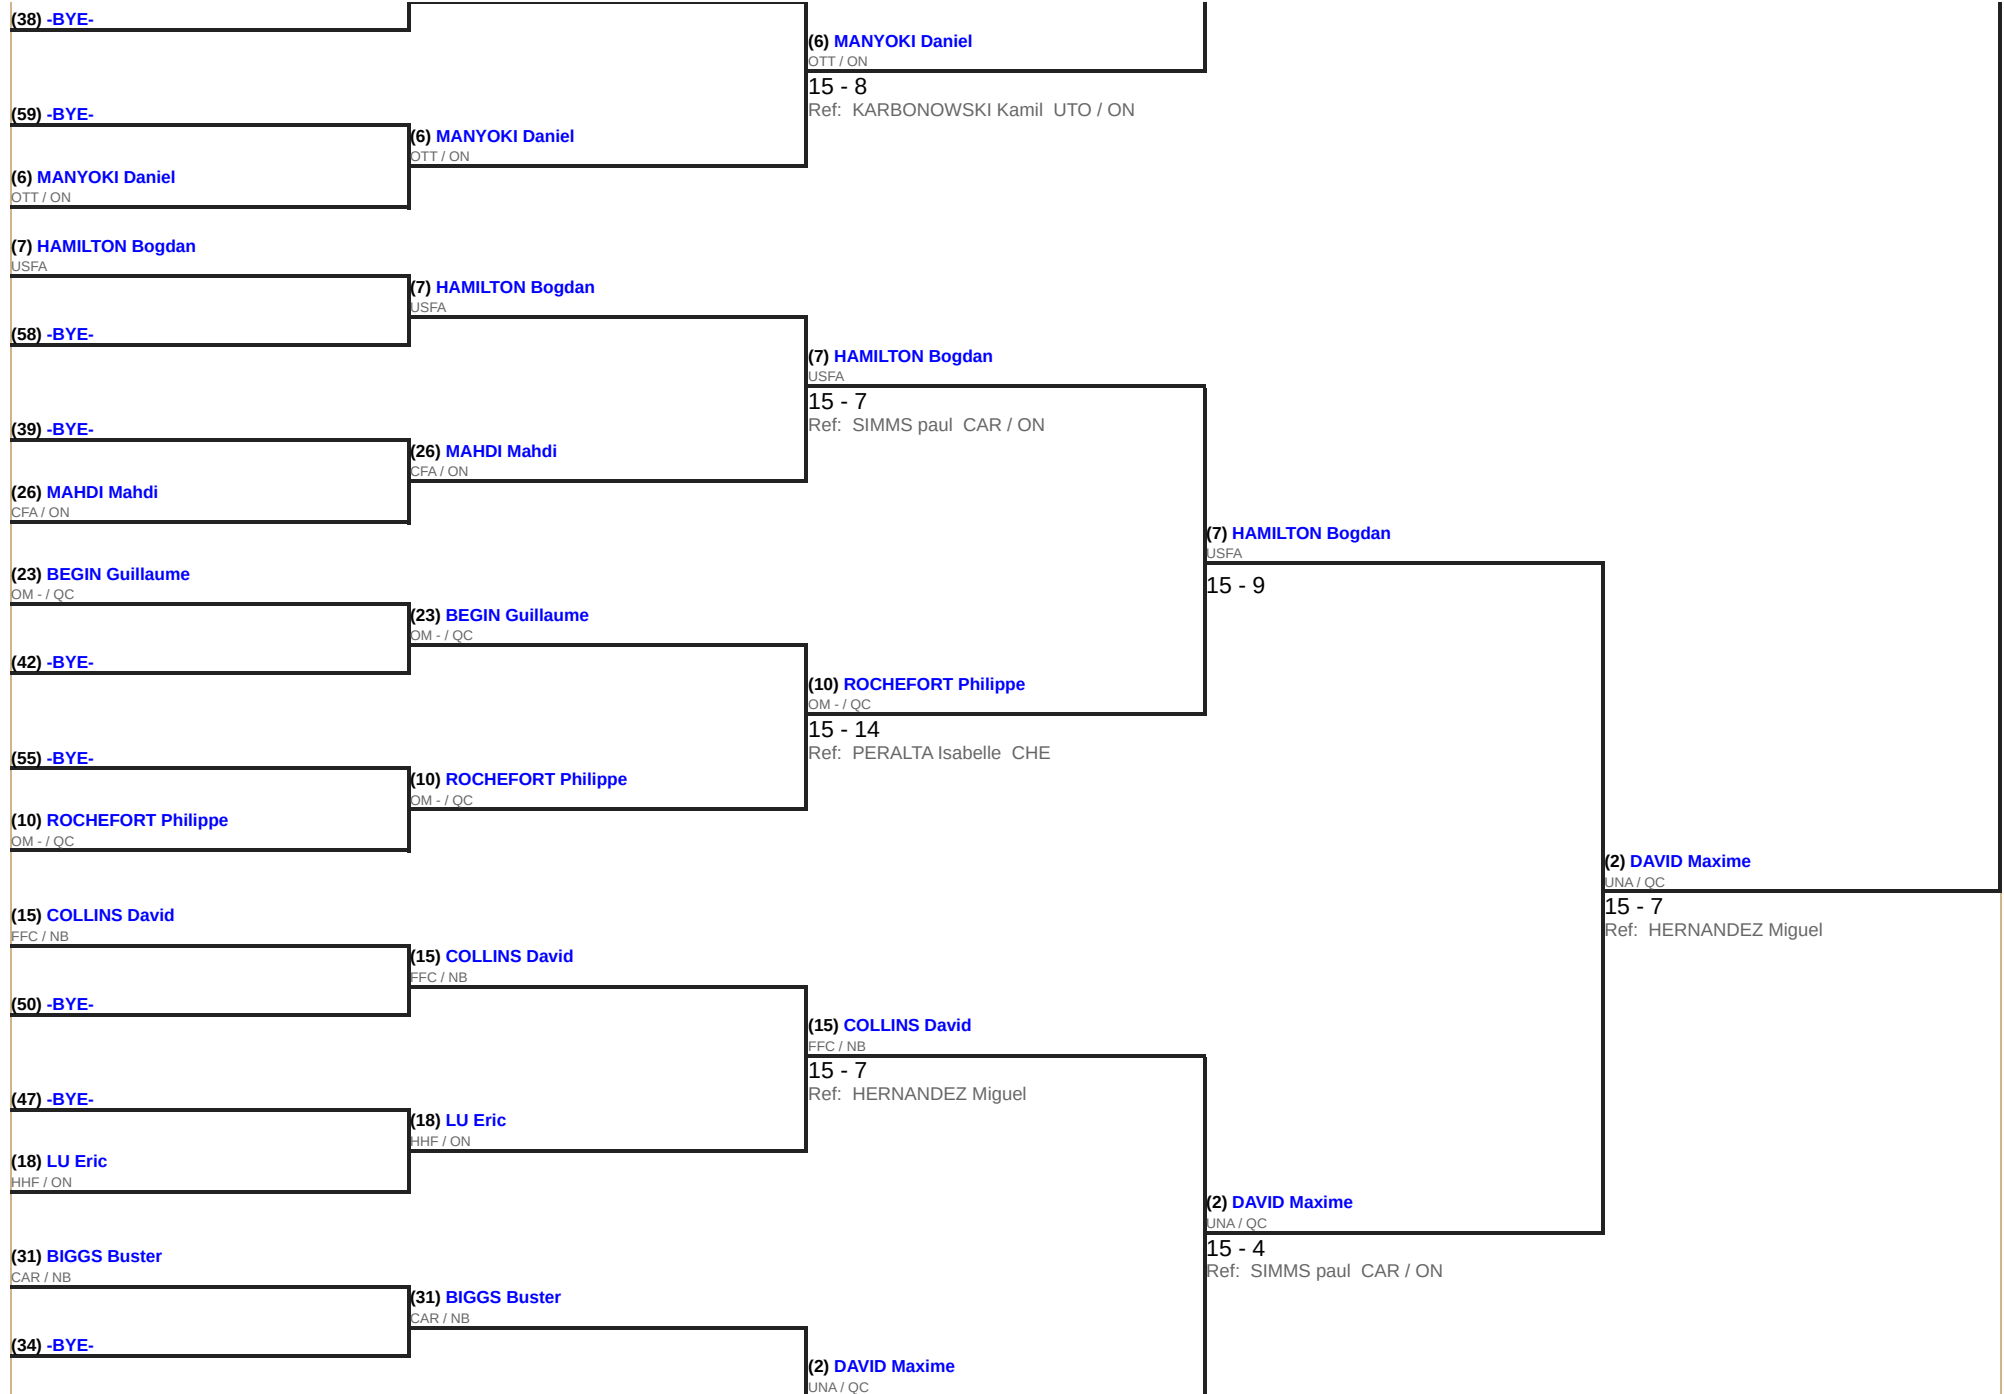 (38) -BYE-
(59) -BYE-
(6) MANYOKI Daniel
OTT / ON
(7) HAMILTON Bogdan
USFA
(58) -BYE-
(39) -BYE-
(26) MAHDI Mahdi
CFA / ON
(23) BEGIN Guillaume
OM - / QC
(42) -BYE-
(55) -BYE-
(10) ROCHEFORT Philippe
OM - / QC
(15) COLLINS David
FFC / NB
(50) -BYE-
(47) -BYE-
(18) LU Eric
HHF / ON
(31) BIGGS Buster
CAR / NB
(34) -BYE-
(6) MANYOKI Daniel
OTT / ON
(7) HAMILTON Bogdan
USFA
(26) MAHDI Mahdi
CFA / ON
(23) BEGIN Guillaume
OM - / QC
(10) ROCHEFORT Philippe
OM - / QC
(15) COLLINS David
FFC / NB
(18) LU Eric
HHF / ON
(31) BIGGS Buster
CAR / NB
(6) MANYOKI Daniel
OTT / ON
15 - 8
Ref: KARBONOWSKI Kamil UTO / ON
(7) HAMILTON Bogdan
USFA
15 - 7
Ref: SIMMS paul CAR / ON
(10) ROCHEFORT Philippe
OM - / QC
15 - 14
Ref: PERALTA Isabelle CHE
(15) COLLINS David
FFC / NB
15 - 7
Ref: HERNANDEZ Miguel
(2) DAVID Maxime
UNA / QC
(7) HAMILTON Bogdan
USFA
15 - 9
(2) DAVID Maxime
UNA / QC
15 - 4
Ref: SIMMS paul CAR / ON
(2) DAVID Maxime
UNA / QC
15 - 7
Ref: HERNANDEZ Miguel